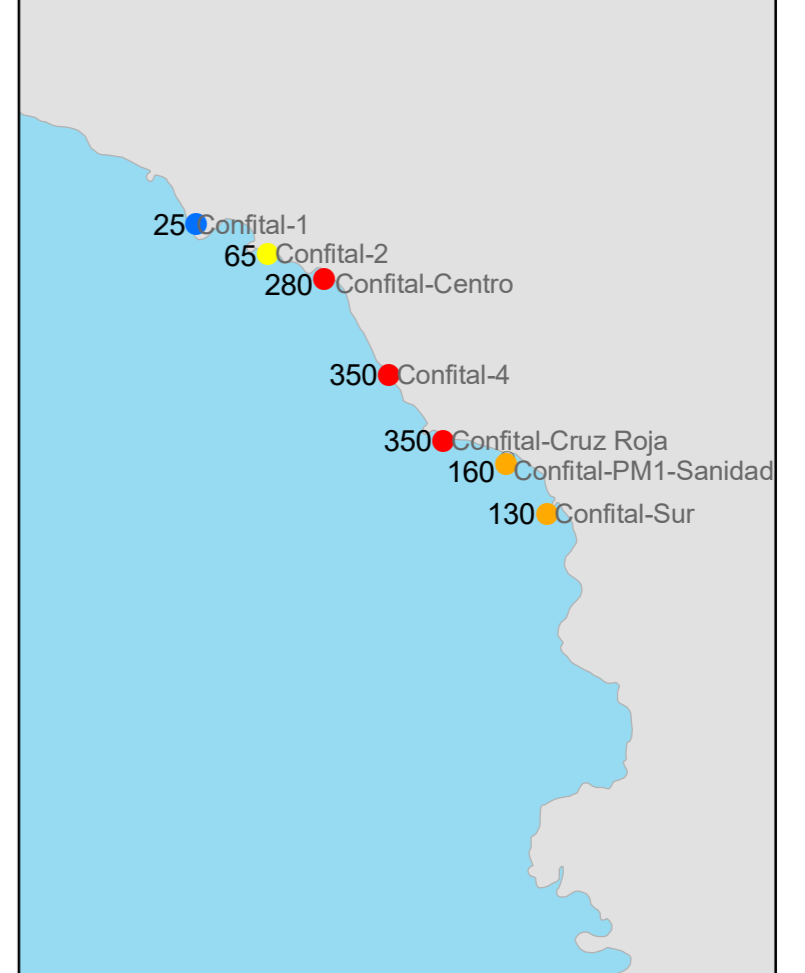 25 Confital-1
65 Confital-2
280 Confital-Centro
350 Confital-4
350 Confital-Cruz Roja
160 Confital-PM1-Sanidad
130 Confital-Sur